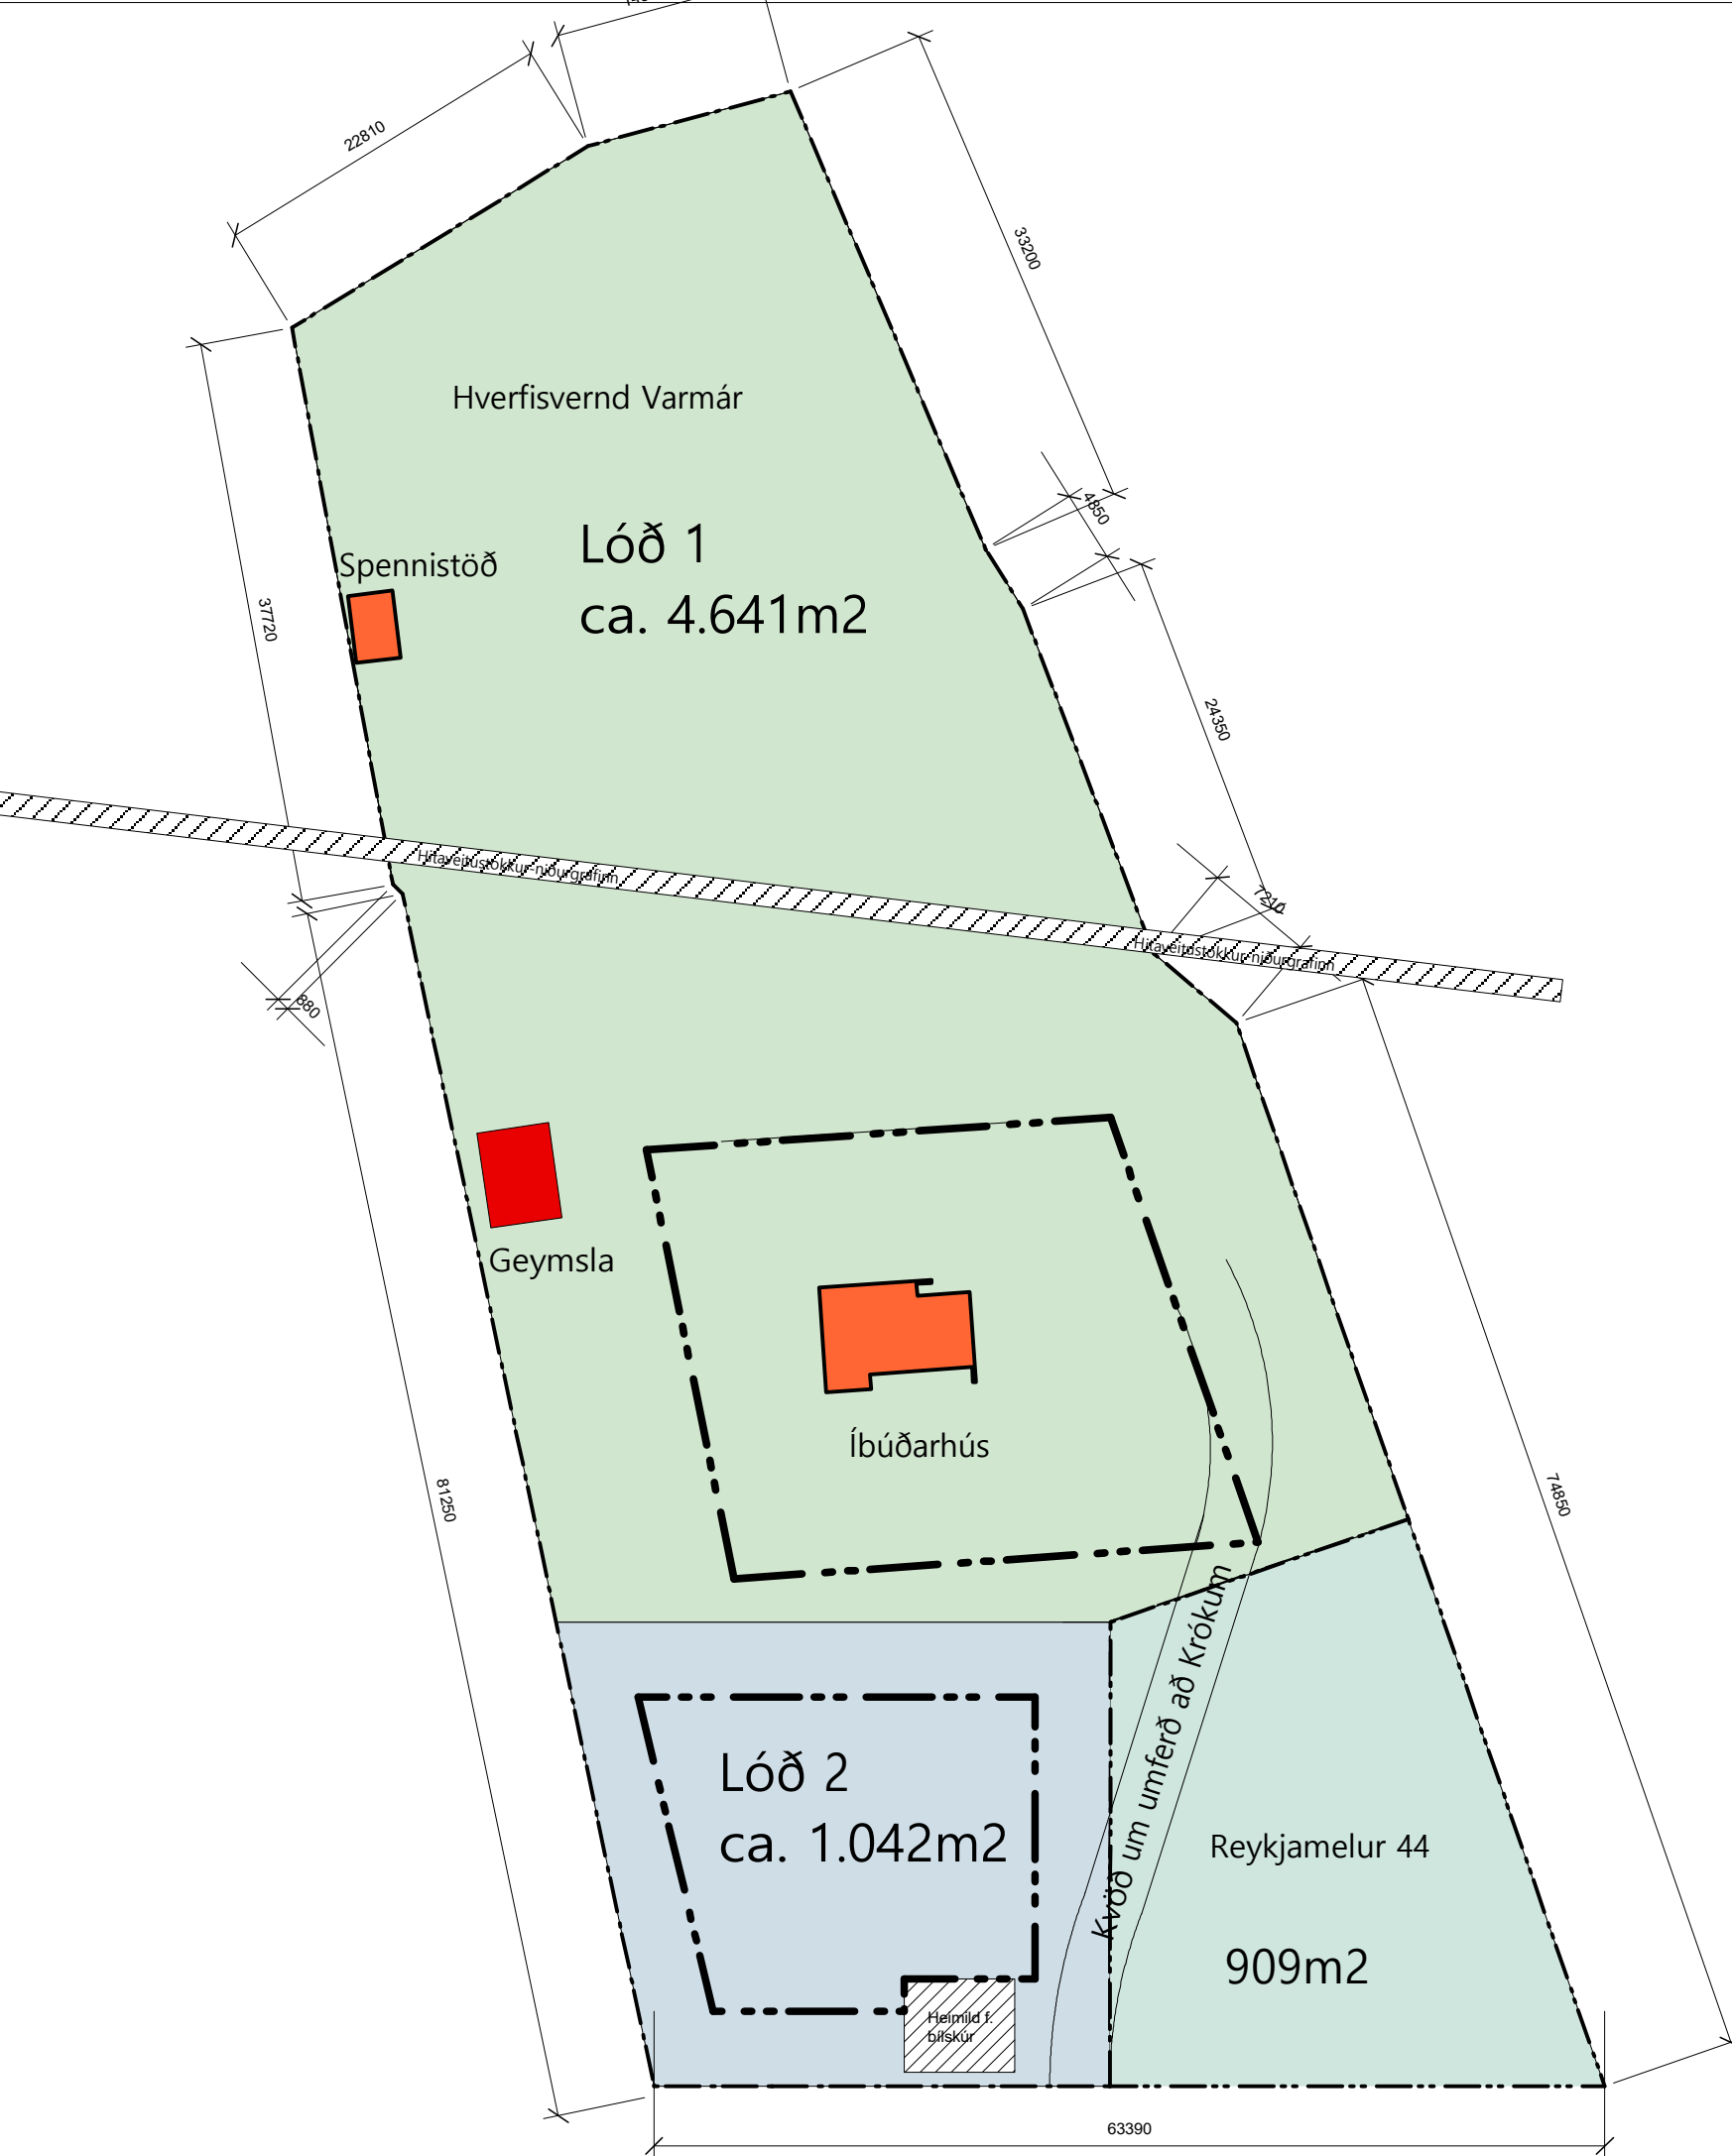 22810
33200
Hverfisvernd Varmár
4850
Lóð 1
ca. 4.641m2
Spennistöð
37720
24350
Hitaveitustokkur-niðurgrafinn
7210
Hitaveitustokkur-niðurgrafinn
880
Geymsla
Íbúðarhús
81250
74850
Kvöð um umferð að Krókum
Lóð 2
ca. 1.042m2
Reykjamelur 44
909m2
Heimild f.
bílskúr
63390